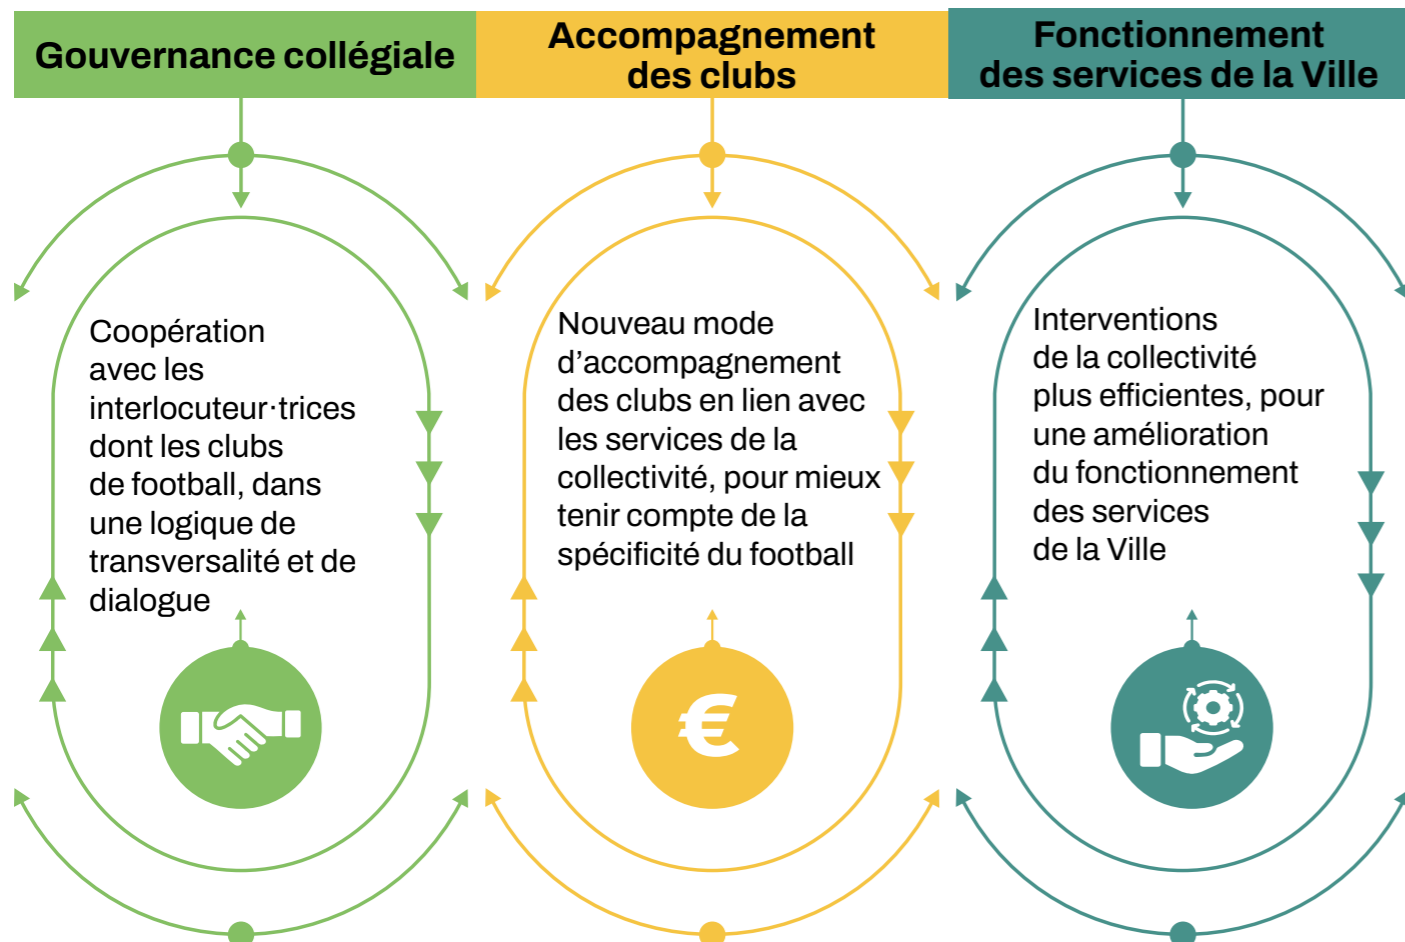 Gouvernance collégiale
Accompagnement
des clubs
Fonctionnement
des services de la Ville
Coopération
avec les
interlocuteur·trices
dont les clubs
de football, dans
une logique de
transversalité et de
dialogue
Nouveau mode
d’accompagnement
des clubs en lien avec
les services de la
collectivité, pour mieux
tenir compte de la
spécificité du football
Interventions
de la collectivité
plus efficientes, pour
une amélioration
du fonctionnement
des services
de la Ville
€